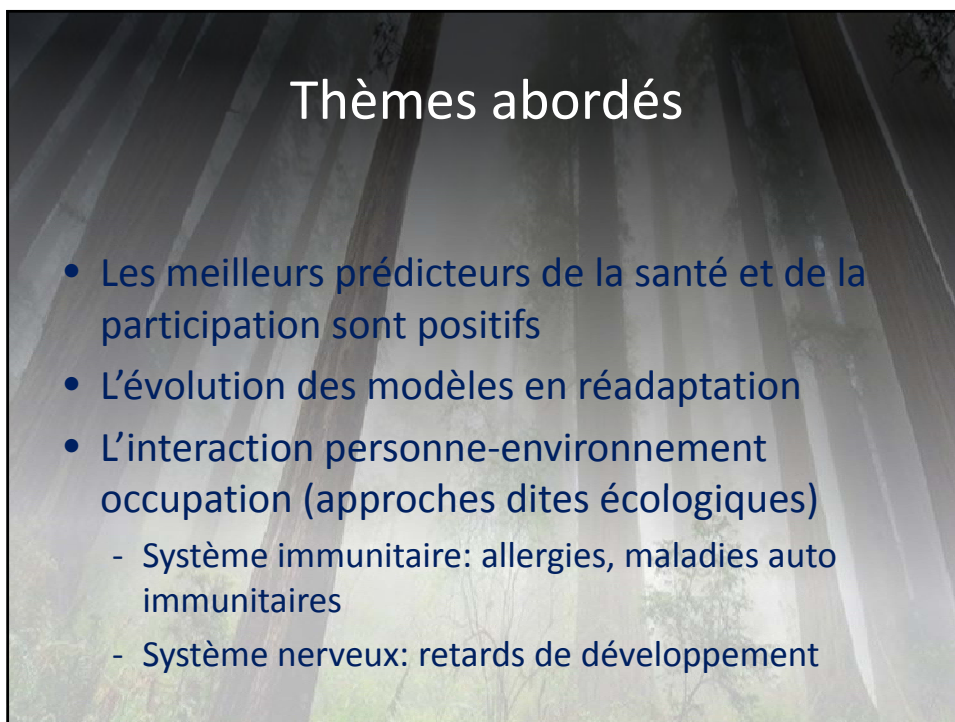 Thèmes abordés
• Les meilleurs prédicteurs de la santé et de la
participation sont positifs
• L’évolution des modèles en réadaptation
• L’interaction personne-environnement
occupation (approches dites écologiques)
- Système immunitaire: allergies, maladies auto
immunitaires
- Système nerveux: retards de développement